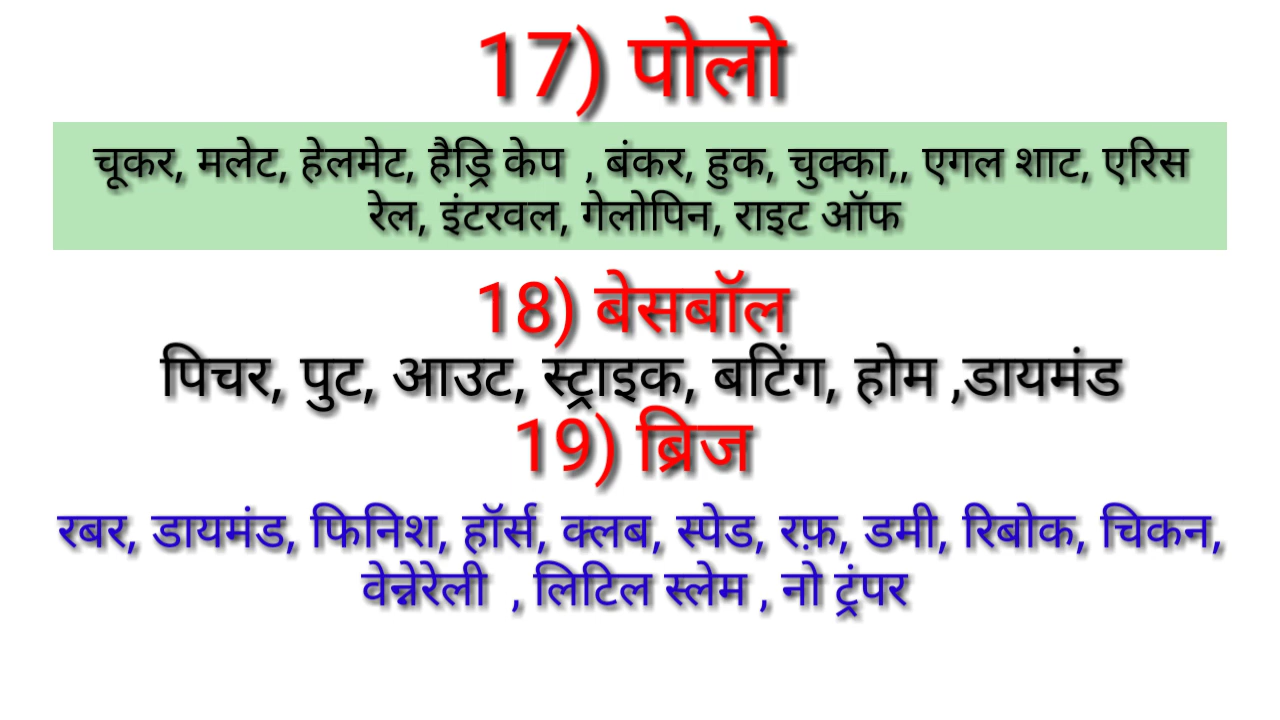 17) पोलो
चूकर, मलेट, हेलमेट, हैड्रि केप , बंकर, हुक, चुक्का,, एगल शाट, एरिस
रेल, इंटरवल, गेलोपिन, राइट ऑफ
18) बेसबॉल
पिचर, पुट, आउट, स्ट्राइक, बटिंग, होम ,डायमंड
19) ब्रिज
रबर, डायमंड, फिनिश, हॉर्स, क्लब, स्पेड, रफ़, डमी, रिबोक, चिकन,
वेन्नेरेली , लिटिल स्लेम , नो ट्रंपर